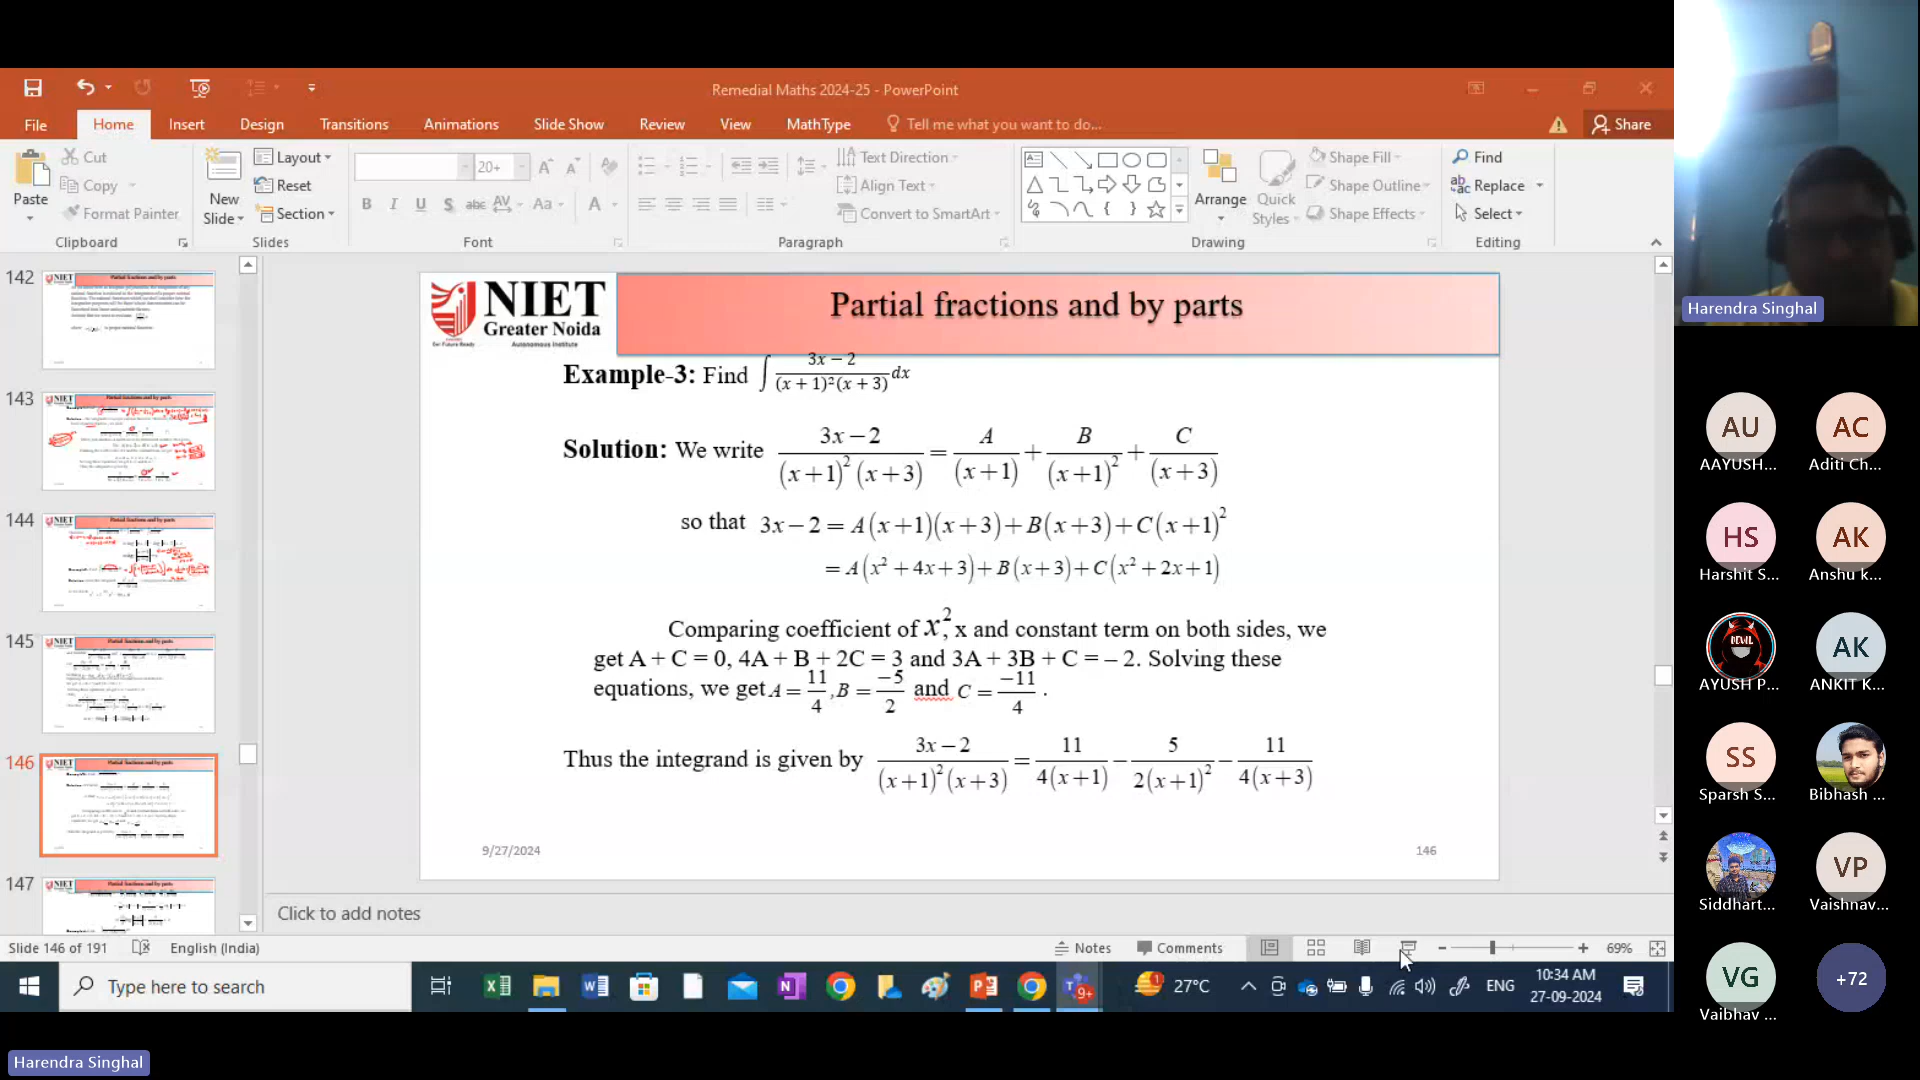 Remedial Maths 2024-25 - PowerPoint
File Home Insert Design Transitions Animations Slide Show Review View MathType Tell me what you want to do... Share
Paste Cut Copy Format Painter
New Slide Layout Reset Section
20+
B I U S abc AV Aa A
Text Direction Align Text Convert to SmartArt
Arrange Quick Styles Shape Fill Shape Outline Shape Effects
Find Replace Select
Clipboard Slides Font Paragraph Drawing Editing
142
143
144
145
146
147
NIET
Greater Noida
Autonomous Institute
Partial fractions and by parts
Example-3: Find ∫ (3x − 2)/((x + 1)²(x + 3)) dx
Solution: We write (3x−2)/((x+1)²(x+3)) = A/(x+1) + B/(x+1)² + C/(x+3)
so that 3x−2 = A(x+1)(x+3)+B(x+3)+C(x+1)²
= A(x²+4x+3)+B(x+3)+C(x²+2x+1)
Comparing coefficient of x², x and constant term on both sides, we
get A + C = 0, 4A + B + 2C = 3 and 3A + 3B + C = – 2. Solving these
equations, we get A = 11/4, B = −5/2 and C = −11/4 .
Thus the integrand is given by (3x−2)/((x+1)²(x+3)) = 11/(4(x+1)) − 5/(2(x+1)²) − 11/(4(x+3))
9/27/2024 146
Click to add notes
Slide 146 of 191 English (India) Notes Comments 69%
Type here to search 9+ 27°C ENG 10:34 AM
27-09-2024
Harendra Singhal
Harendra Singhal
AU AC
AAYUSH... Aditi Ch...
HS AK
Harshit S... Anshu k...
DEVIL AK
AYUSH P... ANKIT K...
SS
Sparsh S... Bibhash ...
VP
Siddhart... Vaishnav...
VG +72
Vaibhav ...